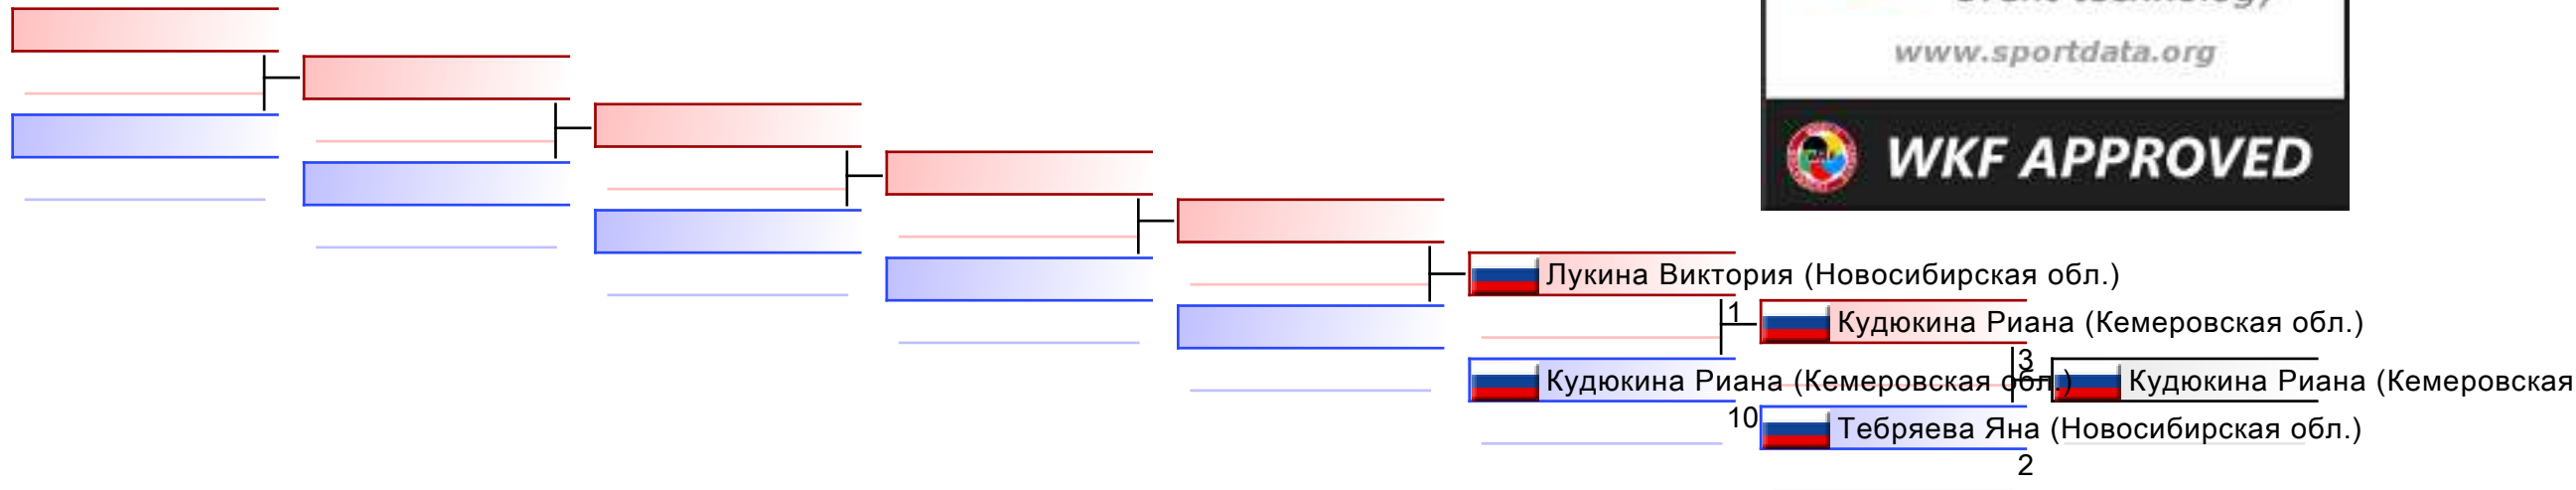 www.sportdata.org
WKF APPROVED
Лукина Виктория (Новосибирская обл.)
1
Кудюкина Риана (Кемеровская обл.)
3
Кудюкина Риана (Кемеровская обл.)
Кудюкина Риана (Кемеровская
10
Тебряева Яна (Новосибирская обл.)
2